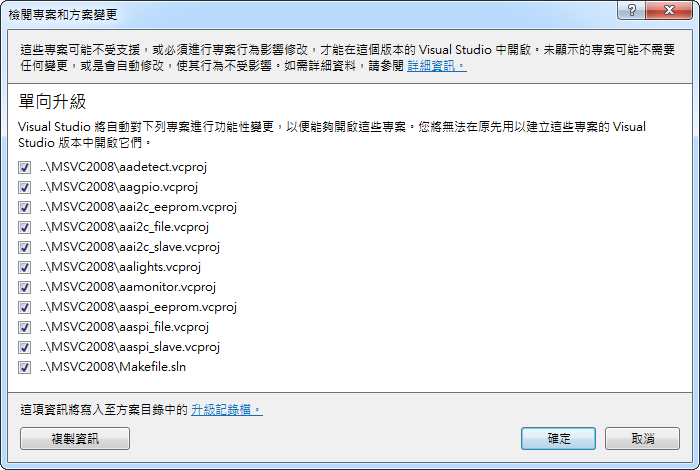 檢閱專案和方案變更
這些專案可能不受支援，或必須進行專案行為影響修改，才能在這個版本的 Visual Studio 中開啟。未顯示的專案可能不需要
任何變更，或是會自動修改，使其行為不受影響。如需詳細資料，請參閱 詳細資訊。
單向升級
Visual Studio 將自動對下列專案進行功能性變更，以便能夠開啟這些專案。您將無法在原先用以建立這些專案的 Visual
Studio 版本中開啟它們。
..\MSVC2008\aadetect.vcproj
..\MSVC2008\aagpio.vcproj
..\MSVC2008\aai2c_eeprom.vcproj
..\MSVC2008\aai2c_file.vcproj
..\MSVC2008\aai2c_slave.vcproj
..\MSVC2008\aalights.vcproj
..\MSVC2008\aamonitor.vcproj
..\MSVC2008\aaspi_eeprom.vcproj
..\MSVC2008\aaspi_file.vcproj
..\MSVC2008\aaspi_slave.vcproj
..\MSVC2008\Makefile.sln
這項資訊將寫入至方案目錄中的 升級記錄檔。
複製資訊 確定 取消